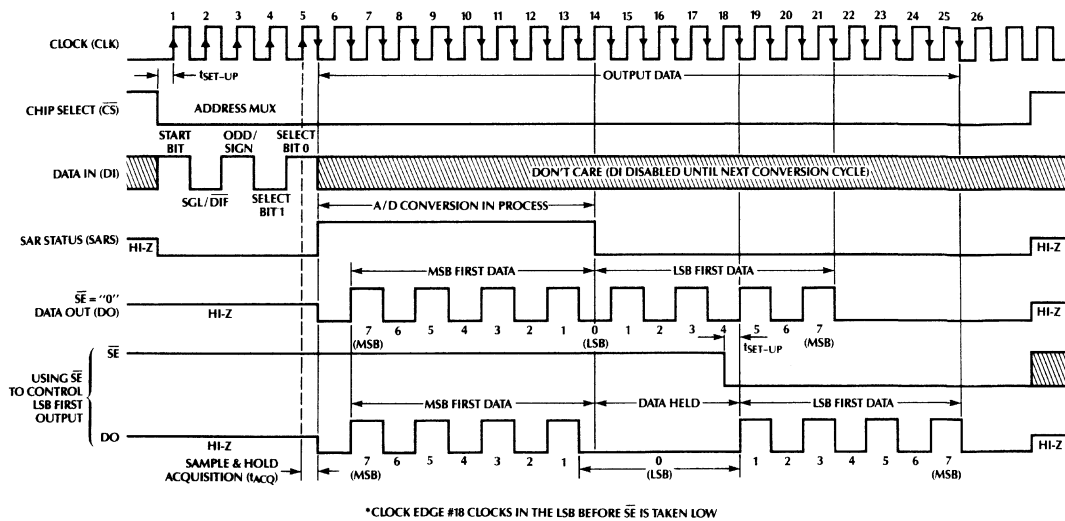 1 2 3 4 5 6 7 8 9 10 11 12 13 14 15 16 17 18 19 20 21 22 23 24 25 26
CLOCK (CLK)
tSET–UP
OUTPUT DATA
CHIP SELECT (C̅S̅)
ADDRESS MUX
START BIT
ODD/ SIGN
SELECT BIT 0
DATA IN (DI)
DON'T CARE (DI DISABLED UNTIL NEXT CONVERSION CYCLE)
SGL/D̅I̅F̅
SELECT BIT 1
A/D CONVERSION IN PROCESS
SAR STATUS (SARS)
HI-Z
HI-Z
MSB FIRST DATA
LSB FIRST DATA
S̅E̅ = "0"
DATA OUT (DO)
HI-Z
HI-Z
7 6 5 4 3 2 1 0 1 2 3 4 5 6 7
(MSB) (LSB) (MSB)
tSET–UP
S̅E̅
USING S̅E̅
TO CONTROL
LSB FIRST
OUTPUT
MSB FIRST DATA
DATA HELD
LSB FIRST DATA
DO
HI-Z
HI-Z
SAMPLE & HOLD
ACQUISITION (tACQ)
7 6 5 4 3 2 1 0 1 2 3 4 5 6 7
(MSB) (LSB) (MSB)
*CLOCK EDGE #18 CLOCKS IN THE LSB BEFORE S̅E̅ IS TAKEN LOW